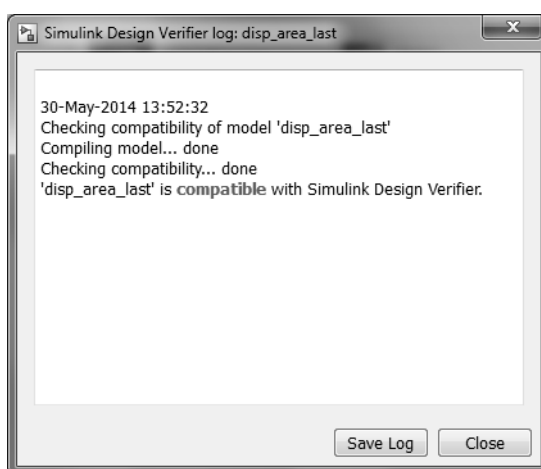 Simulink Design Verifier log: disp_area_last
X
30-May-2014 13:52:32
Checking compatibility of model 'disp_area_last'
Compiling model... done
Checking compatibility... done
'disp_area_last' is compatible with Simulink Design Verifier.
Save Log
Close